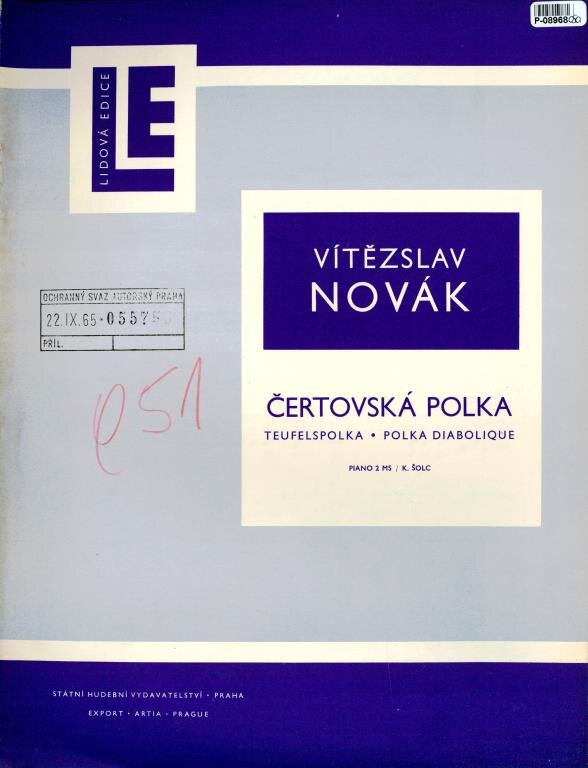 P-08968
LIDOVÁ EDICE
LE
VÍTĚZSLAV
NOVÁK
OCHRANNÝ SVAZ AUTORSKÝ PRAHA
22.IX.65
PŘÍL.
e51
ČERTOVSKÁ POLKA
TEUFELSPOLKA • POLKA DIABOLIQUE
PIANO 2 MS / K. ŠOLC
STÁTNÍ HUDEBNÍ VYDAVATELSTVÍ • PRAHA
EXPORT • ARTIA • PRAGUE